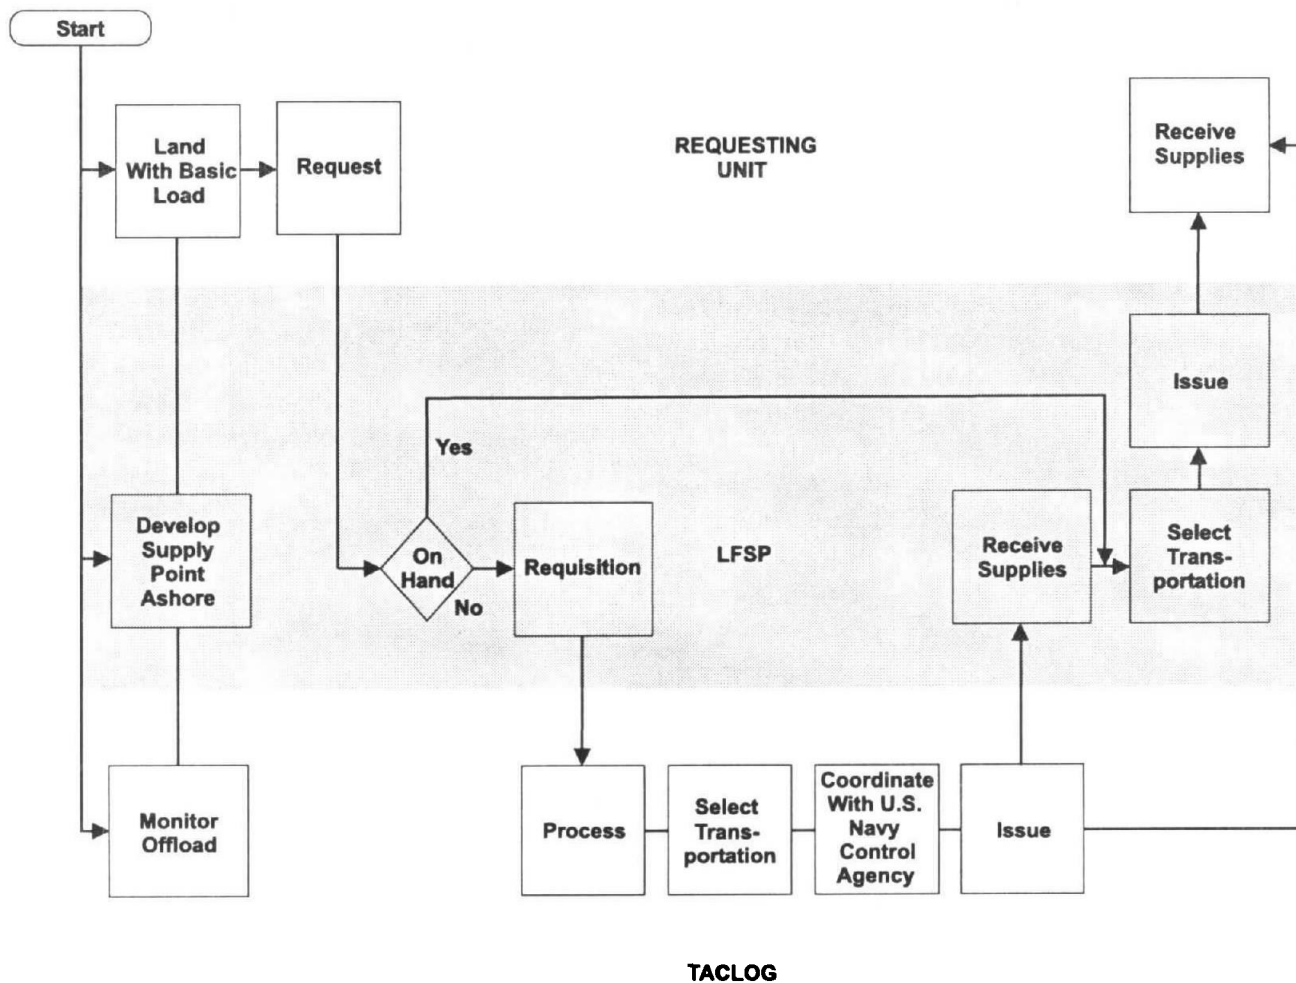 Start
Land
With Basic
Load
Request
REQUESTING
UNIT
Receive
Supplies
Issue
Yes
Develop
Supply
Point
Ashore
On
Hand
No
Requisition
LFSP
Receive
Supplies
Select
Trans-
portation
Monitor
Offload
Process
Select
Trans-
portation
Coordinate
With U.S.
Navy
Control
Agency
Issue
TACLOG